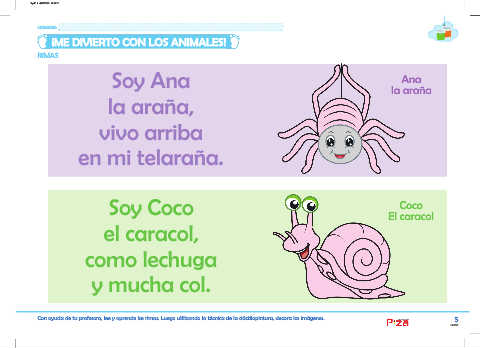 ¡ME DIVIERTO CON LOS ANIMALES!
RIMAS
Soy Ana
la araña,
vivo arriba
en mi telaraña.
Ana
la araña
Soy Coco
el caracol,
como lechuga
y mucha col.
Coco
El caracol
Con ayuda de tu profesora, lee y aprende las rimas. Luego utilizando la técnica de la dáctilopintura, decora las imágenes.
5